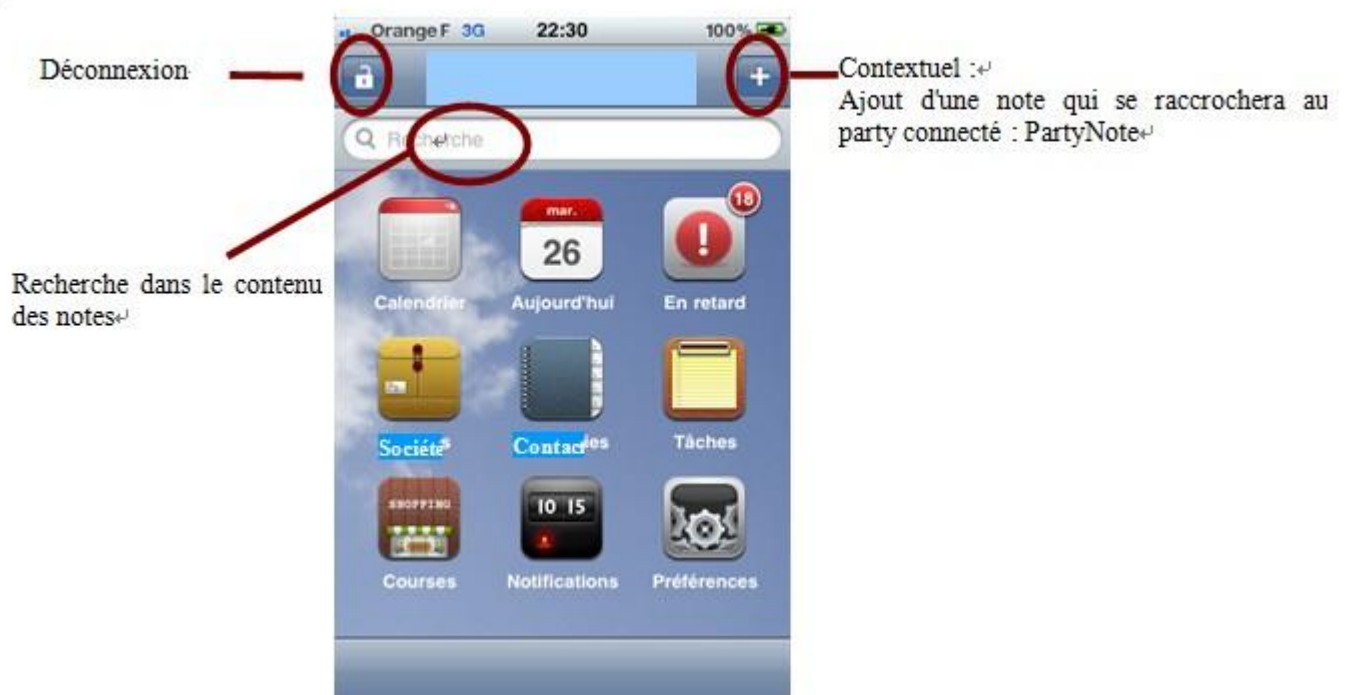 Orange F 3G 22:30 100%
Déconnexion
Contextuel :
Ajout d'une note qui se raccrochera au
party connecté : PartyNote
Recherche
mar.
26
18
Calendrier Aujourd'hui En retard
Recherche dans le contenu
des notes
Société Contact Tâches
SHOPPING
10 15
Courses Notifications Préférences